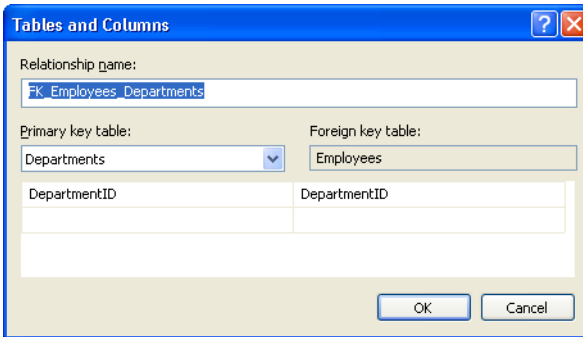 Tables and Columns
Relationship name:
FK_Employees_Departments
Primary key table: Foreign key table:
Departments Employees
DepartmentID DepartmentID
OK Cancel